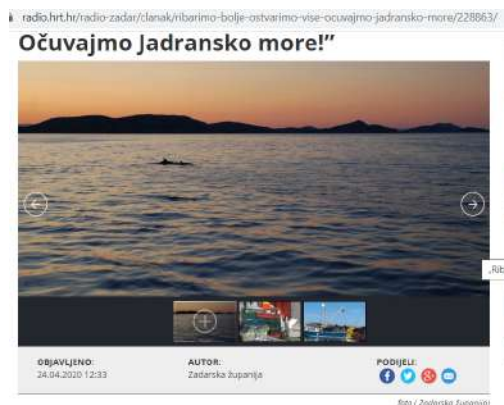 radio.hrt.hr/radio-zadar/clanak/ribarimo-bolje-ostvarimo-vise-ocuvajmo-jadransko-more/228863/
Očuvajmo Jadransko more!”
„Rib
OBJAVLJENO:
24.04.2020 12:33
AUTOR:
Zadarska županija
PODIJELI:
foto / Zadarska županija